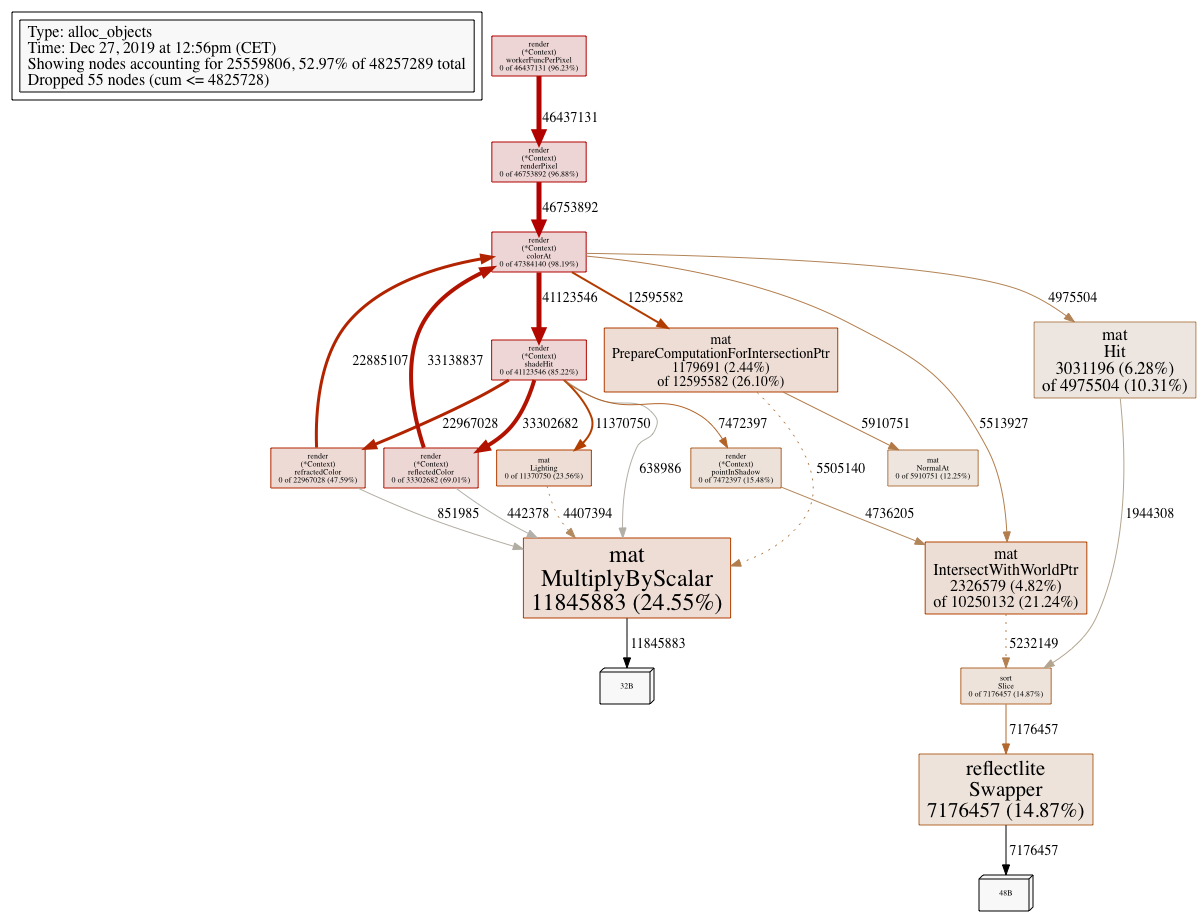 Type: alloc_objects
Time: Dec 27, 2019 at 12:56pm (CET)
Showing nodes accounting for 25559806, 52.97% of 48257289 total
Dropped 55 nodes (cum <= 4825728)
render
(*Context)
workerFuncPerPixel
0 of 46437131 (96.23%)
46437131
render
(*Context)
renderPixel
0 of 46753892 (96.88%)
46753892
render
(*Context)
colorAt
0 of 47384140 (98.19%)
41123546
12595582
4975504
mat
Hit
3031196 (6.28%)
of 4975504 (10.31%)
mat
PrepareComputationForIntersectionPtr
1179691 (2.44%)
of 12595582 (26.10%)
22885107
33138837
render
(*Context)
shadeHit
0 of 41123546 (85.22%)
22967028
33302682
11370750
7472397
5910751
5513927
render
(*Context)
refractedColor
0 of 22967028 (47.59%)
render
(*Context)
reflectedColor
0 of 33302682 (69.01%)
mat
Lighting
0 of 11370750 (23.56%)
638986
render
(*Context)
pointInShadow
0 of 7472397 (15.48%)
5505140
mat
NormalAt
0 of 5910751 (12.25%)
851985
442378
4407394
4736205
1944308
mat
MultiplyByScalar
11845883 (24.55%)
mat
IntersectWithWorldPtr
2326579 (4.82%)
of 10250132 (21.24%)
11845883
5232149
32B
sort
Slice
0 of 7176457 (14.87%)
7176457
reflectlite
Swapper
7176457 (14.87%)
7176457
48B